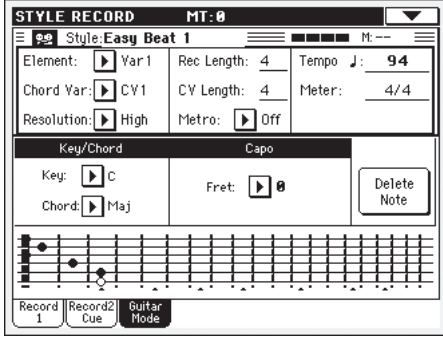 STYLE RECORD MT:0
Style:Easy Beat 1 M:--
Element: Var1 Rec Length: 4 Tempo ♩: 94
Chord Var: CV1 CV Length: 4 Meter: 4/4
Resolution: High Metro: Off
Key/Chord Capo
Key: C
Fret: 0
Chord: Maj
Delete
Note
Record
1
Record2
Cue
Guitar
Mode